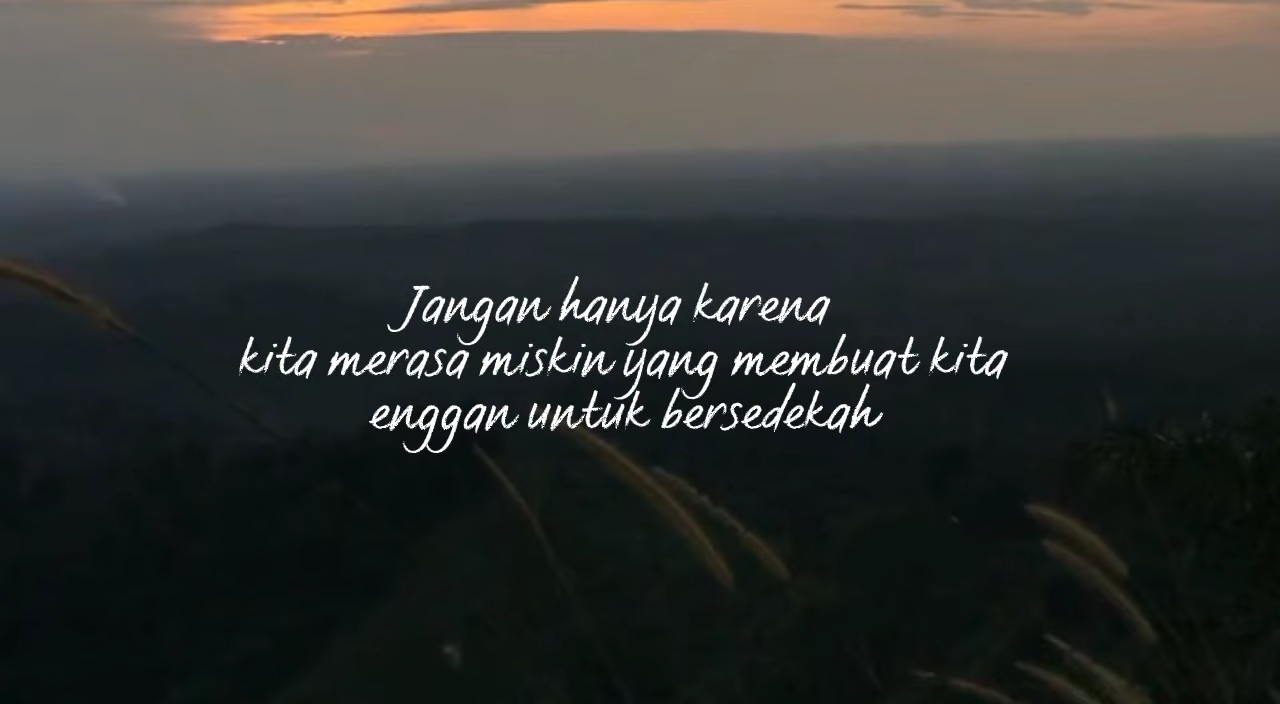 Jangan hanya karena
kita merasa miskin yang membuat kita
enggan untuk bersedekah